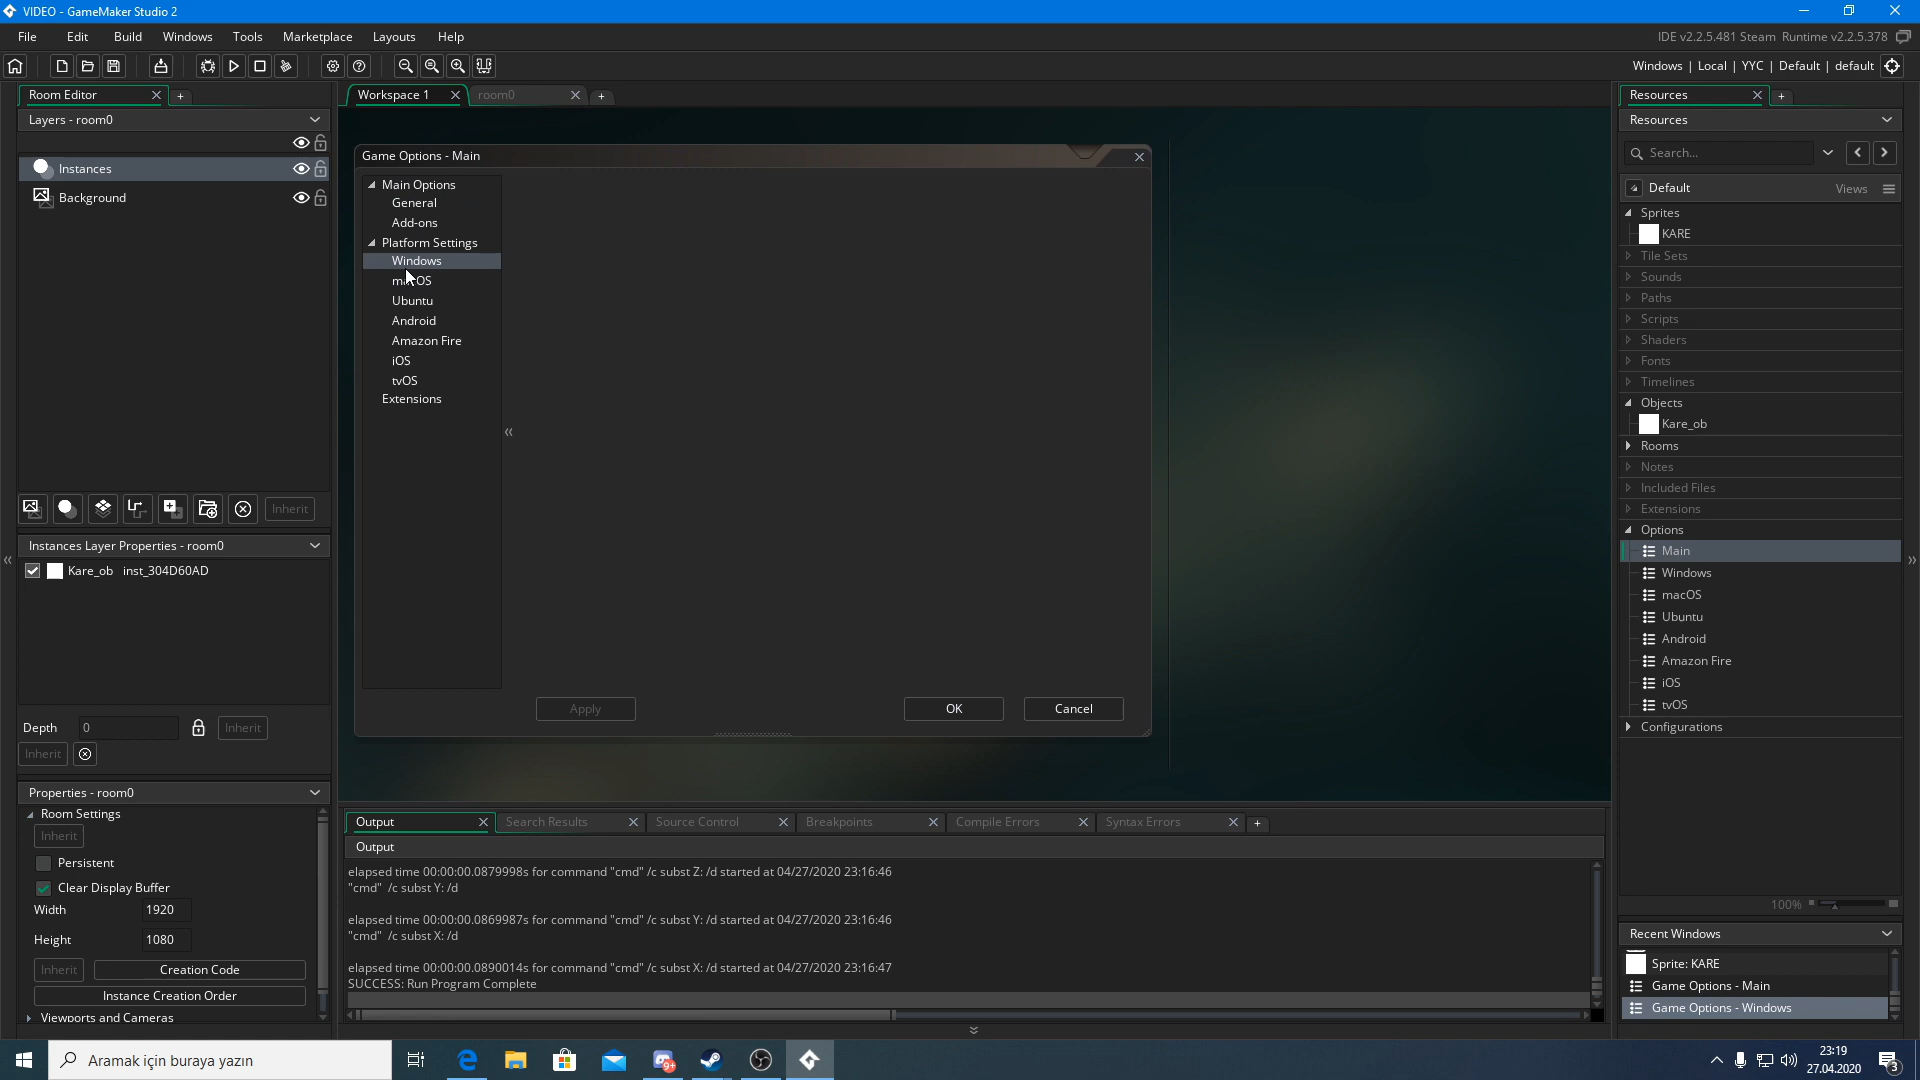 VIDEO - GameMaker Studio 2
File Edit Build Windows Tools Marketplace Layouts Help
IDE v2.2.5.481 Steam Runtime v2.2.5.378
Windows | Local | YYC | Default | default
Room Editor
Layers - room0
Instances
Background
Inherit
Instances Layer Properties - room0
Kare_ob inst_304D60AD
Depth 0 Inherit
Inherit
Properties - room0
Room Settings
Inherit
Persistent
Clear Display Buffer
Width 1920
Height 1080
Inherit Creation Code
Instance Creation Order
Viewports and Cameras
Workspace 1 room0
Game Options - Main
Main Options
General
Add-ons
Platform Settings
Windows
macOS
Ubuntu
Android
Amazon Fire
iOS
tvOS
Extensions
Apply OK Cancel
Output Search Results Source Control Breakpoints Compile Errors Syntax Errors
Output
elapsed time 00:00:00.0879998s for command "cmd" /c subst Z: /d started at 04/27/2020 23:16:46
"cmd" /c subst Y: /d
elapsed time 00:00:00.0869987s for command "cmd" /c subst Y: /d started at 04/27/2020 23:16:46
"cmd" /c subst X: /d
elapsed time 00:00:00.0890014s for command "cmd" /c subst X: /d started at 04/27/2020 23:16:47
SUCCESS: Run Program Complete
Resources
Resources
Search...
Default Views
Sprites
KARE
Tile Sets
Sounds
Paths
Scripts
Shaders
Fonts
Timelines
Objects
Kare_ob
Rooms
Notes
Included Files
Extensions
Options
Main
Windows
macOS
Ubuntu
Android
Amazon Fire
iOS
tvOS
Configurations
100%
Recent Windows
Sprite: KARE
Game Options - Main
Game Options - Windows
Aramak için buraya yazın
9+
23:19
27.04.2020
3